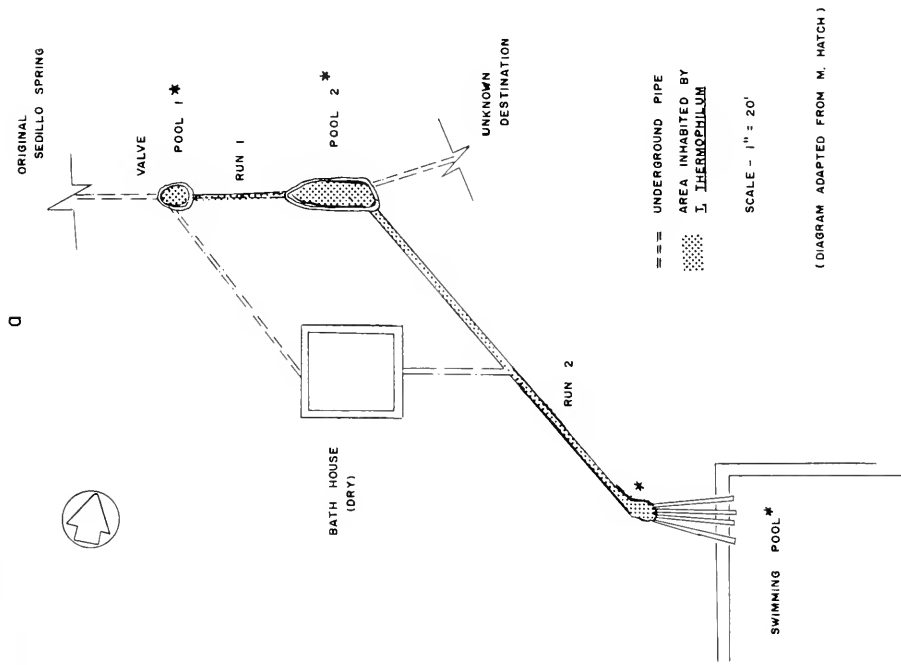 a
ORIGINAL
SEDILLO SPRING
VALVE
POOL 1*
RUN 1
POOL 2*
UNKNOWN
DESTINATION
BATH HOUSE
(DRY)
RUN 2
*
SWIMMING POOL*
=== UNDERGROUND PIPE
AREA INHABITED BY
T. THERMOPHILUM
SCALE - 1" = 20'
(DIAGRAM ADAPTED FROM M. HATCH)